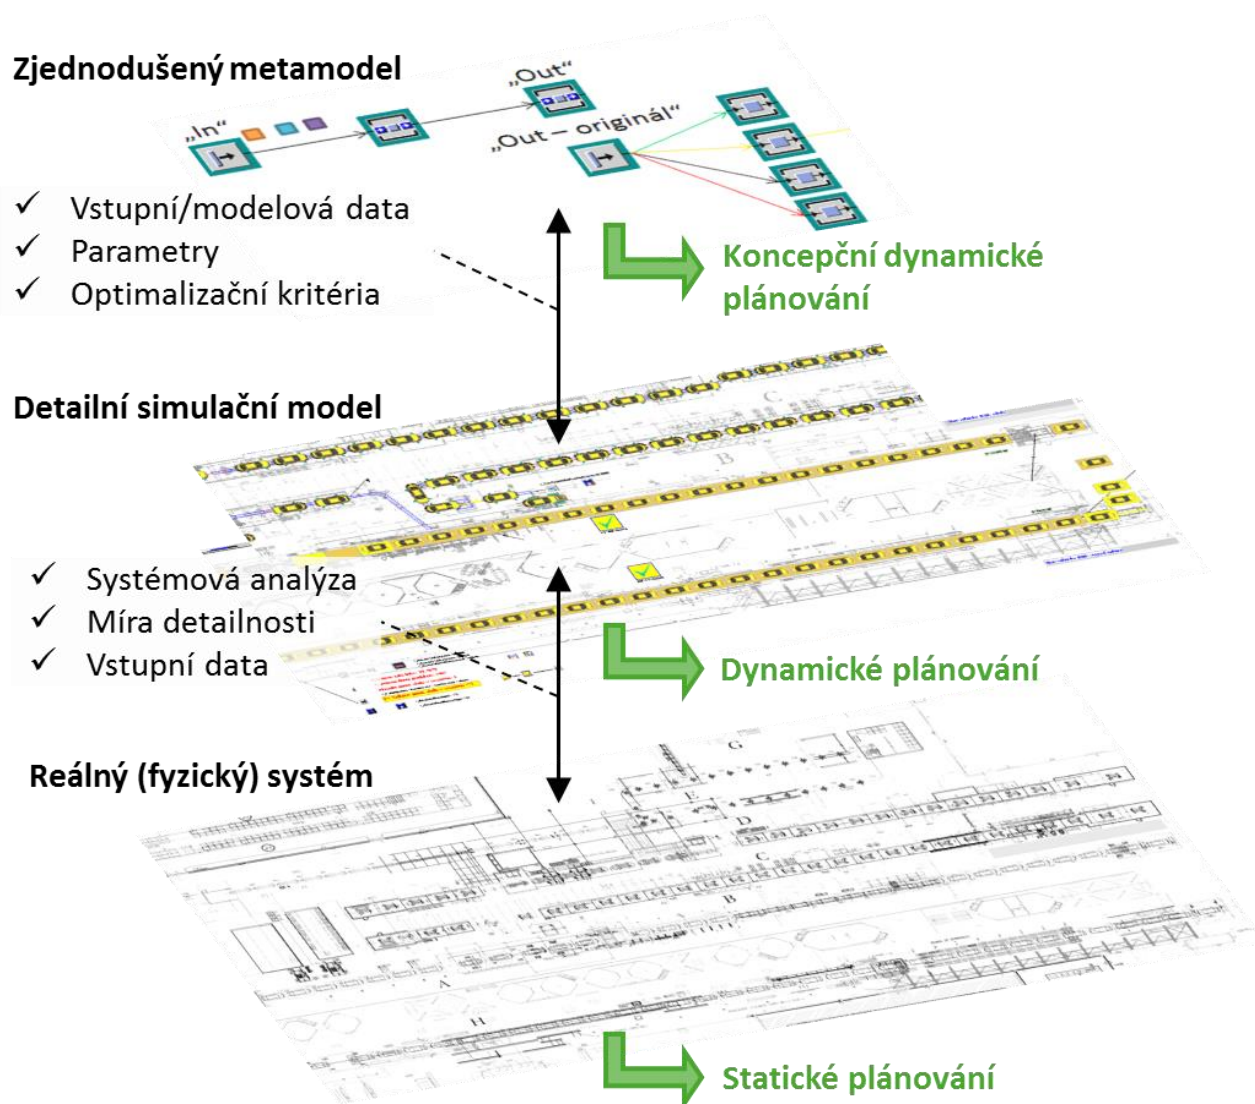 Zjednodušený metamodel
„Out“
„In“
„Out – originál“
✓ Vstupní/modelová data
✓ Parametry
✓ Optimalizační kritéria
Koncepční dynamické
plánování
Detailní simulační model
C
B
✓ Systémová analýza
✓ Míra detailnosti
✓ Vstupní data
Dynamické plánování
Reálný (fyzický) systém
G
E
D
C
B
A
H
Statické plánování